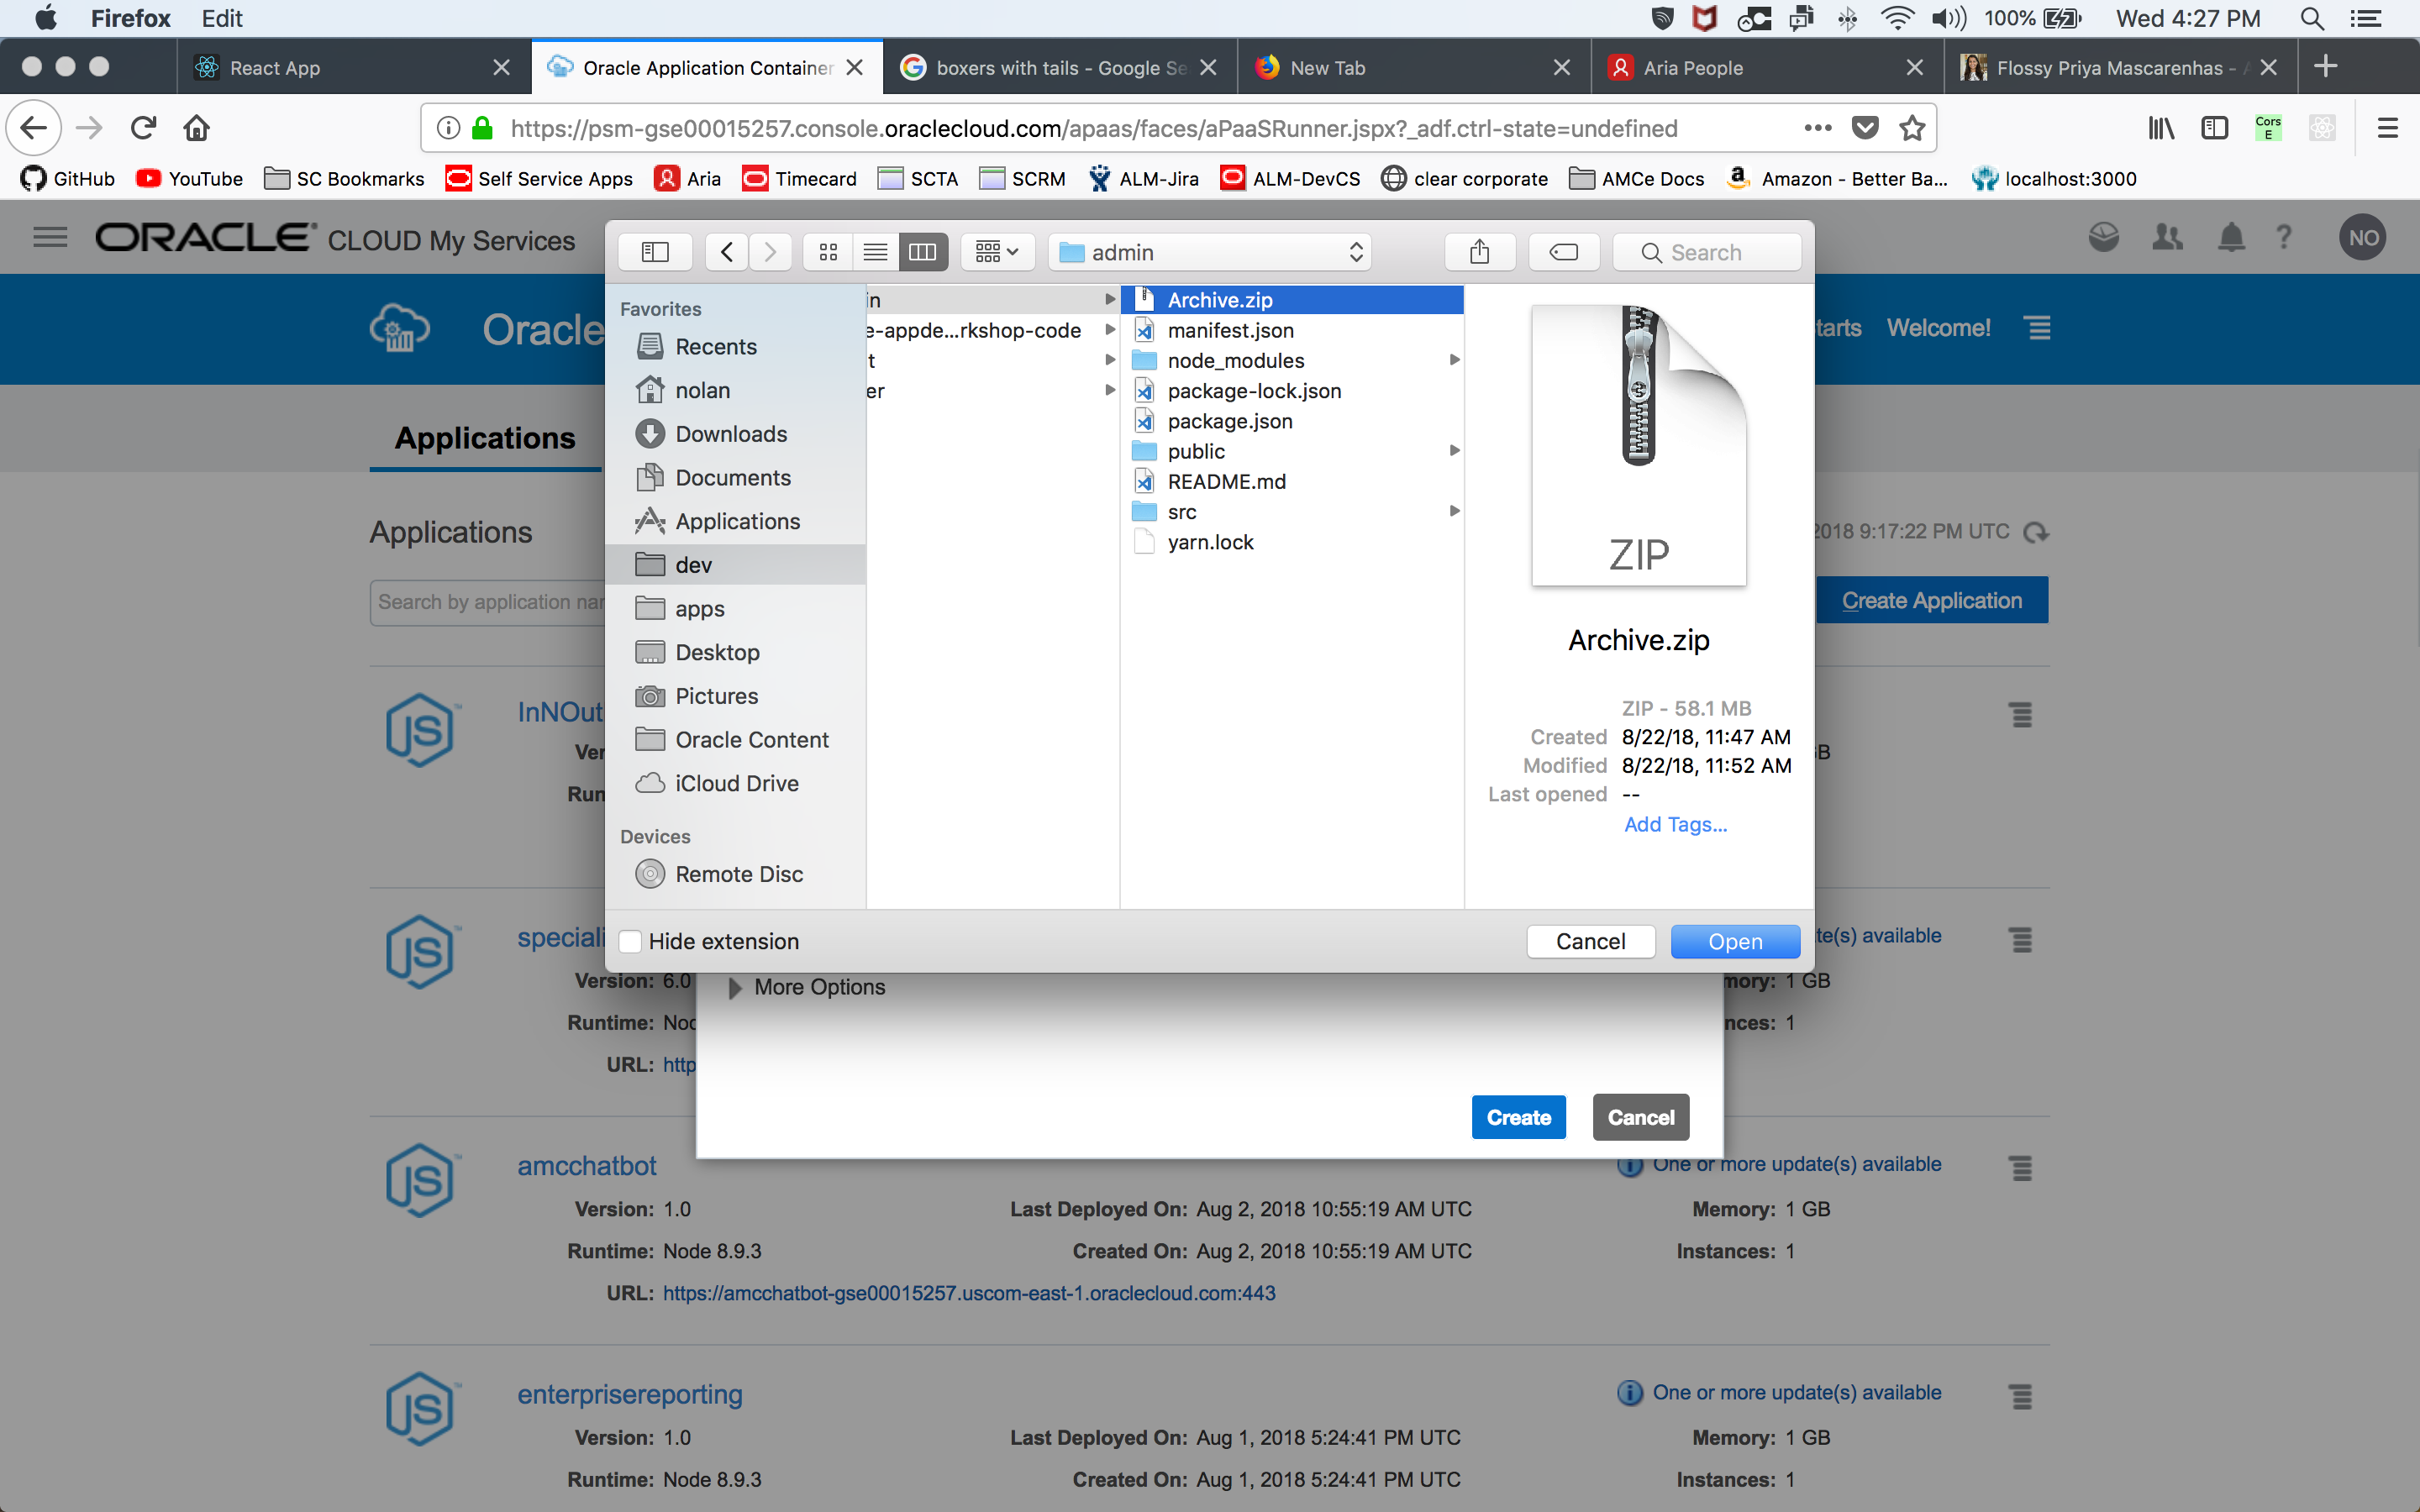 Firefox Edit 100% Wed 4:27 PM
React App
Oracle Application Container
boxers with tails - Google Se
New Tab
Aria People
Flossy Priya Mascarenhas - A
https://psm-gse00015257.console.oraclecloud.com/apaas/faces/aPaaSRunner.jspx?_adf.ctrl-state=undefined
Cors
E
GitHub YouTube SC Bookmarks Self Service Apps Aria Timecard SCTA SCRM ALM-Jira ALM-DevCS clear corporate AMCe Docs Amazon - Better Ba... localhost:3000
ORACLE CLOUD My Services
? NO
Oracle
tarts Welcome!
Applications
Applications
2018 9:17:22 PM UTC
Search by application nam
Create Application
admin
Search
Favorites
Recents
nolan
Downloads
Documents
Applications
dev
apps
Desktop
Pictures
Oracle Content
iCloud Drive
Devices
Remote Disc
in
e-appde...rkshop-code
t
er
Archive.zip
manifest.json
node_modules
package-lock.json
package.json
public
README.md
src
yarn.lock
ZIP
Archive.zip
ZIP - 58.1 MB
Created 8/22/18, 11:47 AM
Modified 8/22/18, 11:52 AM
Last opened --
Add Tags...
Hide extension
Cancel Open
More Options
Create Cancel
JS
InNOut
Ver
GB
Run
JS
speciali
te(s) available
Version: 6.0
mory: 1 GB
Runtime: Noc
nces: 1
URL: http
JS
amcchatbot
One or more update(s) available
Version: 1.0 Last Deployed On: Aug 2, 2018 10:55:19 AM UTC Memory: 1 GB
Runtime: Node 8.9.3 Created On: Aug 2, 2018 10:55:19 AM UTC Instances: 1
URL: https://amcchatbot-gse00015257.uscom-east-1.oraclecloud.com:443
JS
enterprisereporting
One or more update(s) available
Version: 1.0 Last Deployed On: Aug 1, 2018 5:24:41 PM UTC Memory: 1 GB
Runtime: Node 8.9.3 Created On: Aug 1, 2018 5:24:41 PM UTC Instances: 1